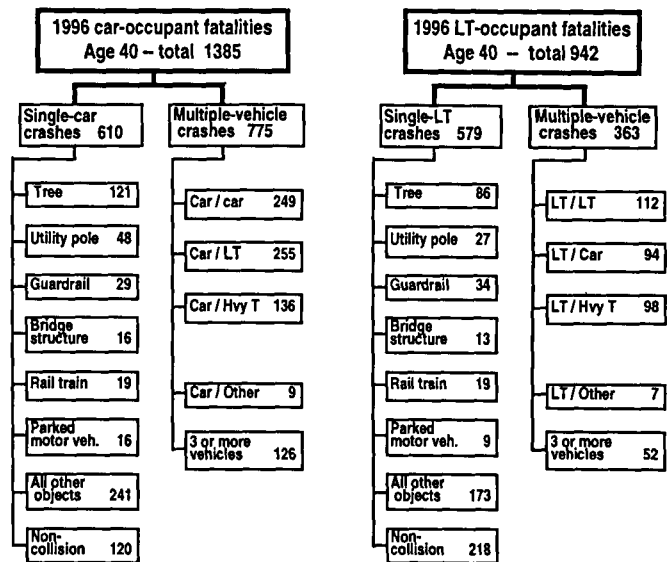 1996 car-occupant fatalities
Age 40 – total 1385
Single-car
crashes 610
Tree 121
Utility pole 48
Guardrail 29
Bridge
structure 16
Rail train 19
Parked
motor veh. 16
All other
objects 241
Non-
collision 120
Multiple-vehicle
crashes 775
Car / car 249
Car / LT 255
Car / Hvy T 136
Car / Other 9
3 or more
vehicles 126
1996 LT-occupant fatalities
Age 40 – total 942
Single-LT
crashes 579
Tree 86
Utility pole 27
Guardrail 34
Bridge
structure 13
Rail train 19
Parked
motor veh. 9
All other
objects 173
Non-
collision 218
Multiple-vehicle
crashes 363
LT / LT 112
LT / Car 94
LT / Hvy T 98
LT / Other 7
3 or more
vehicles 52